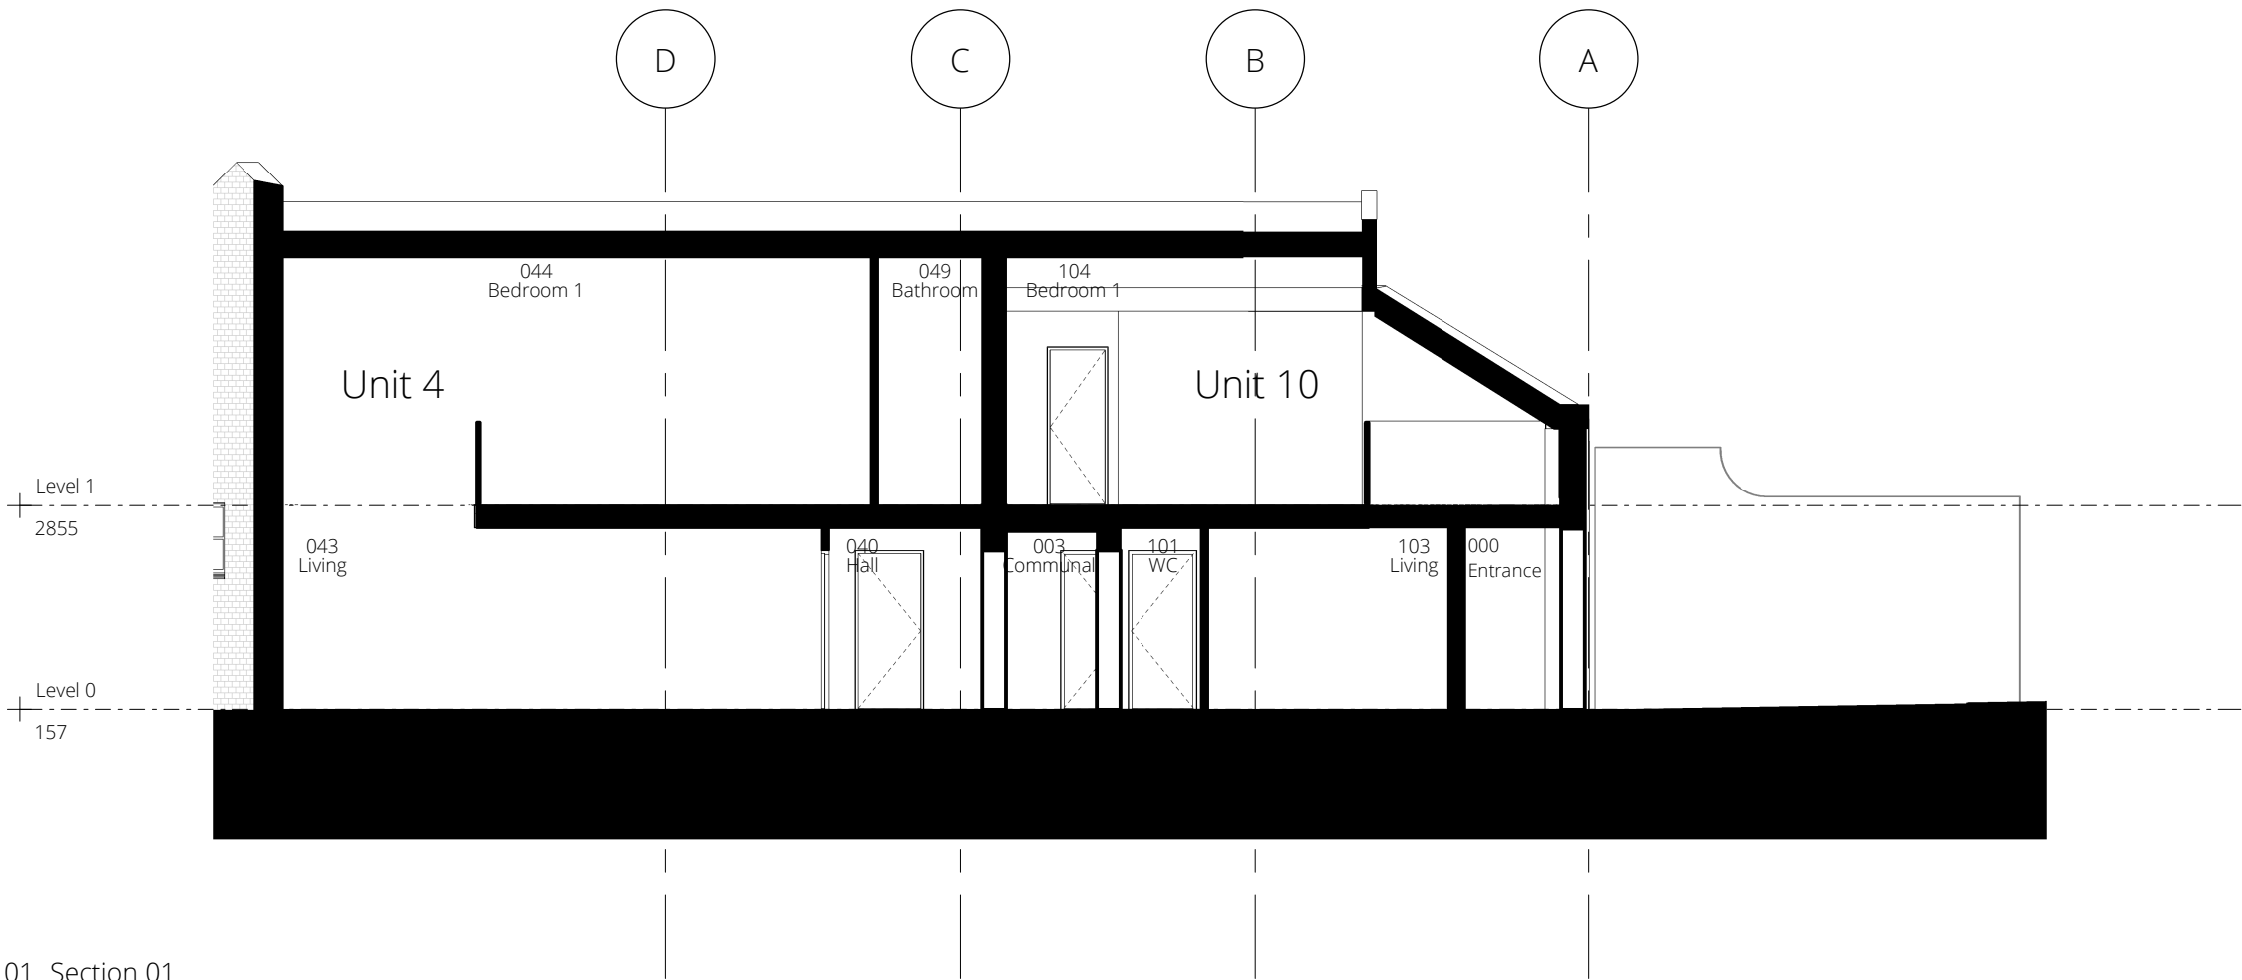 D
C
B
A
044
Bedroom 1
049
Bathroom
104
Bedroom 1
Unit 4
Unit 10
Level 1
2855
043
Living
040
Hall
003
Communal
101
WC
103
Living
000
Entrance
Level 0
157
01 Section 01